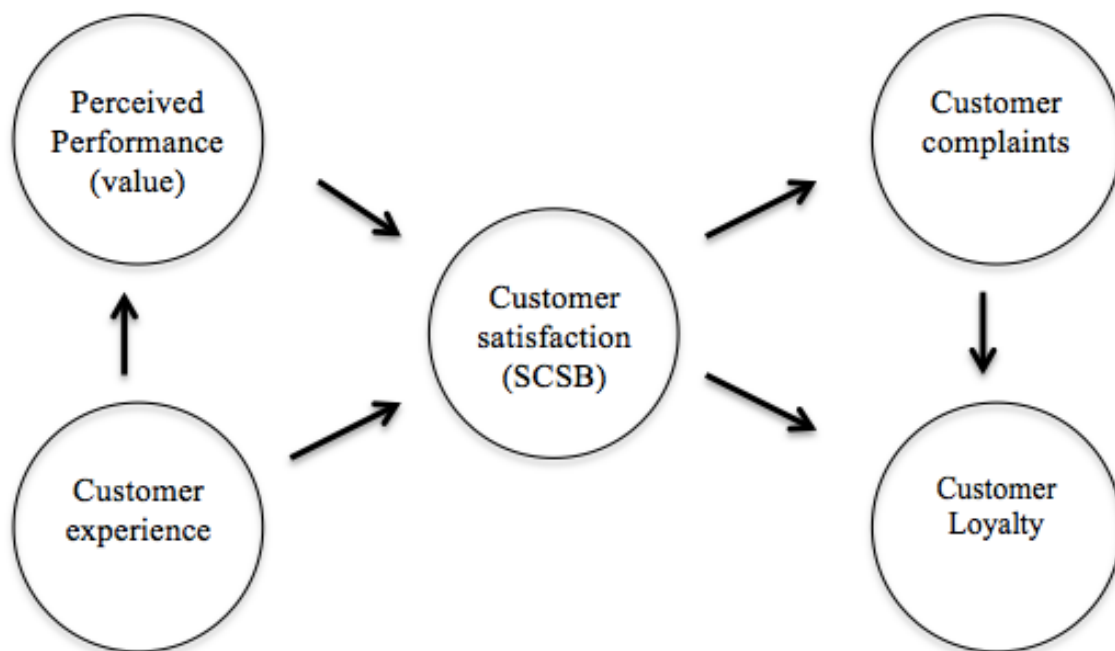 Perceived
Performance
(value)
Customer
complaints
Customer
satisfaction
(SCSB)
Customer
experience
Customer
Loyalty